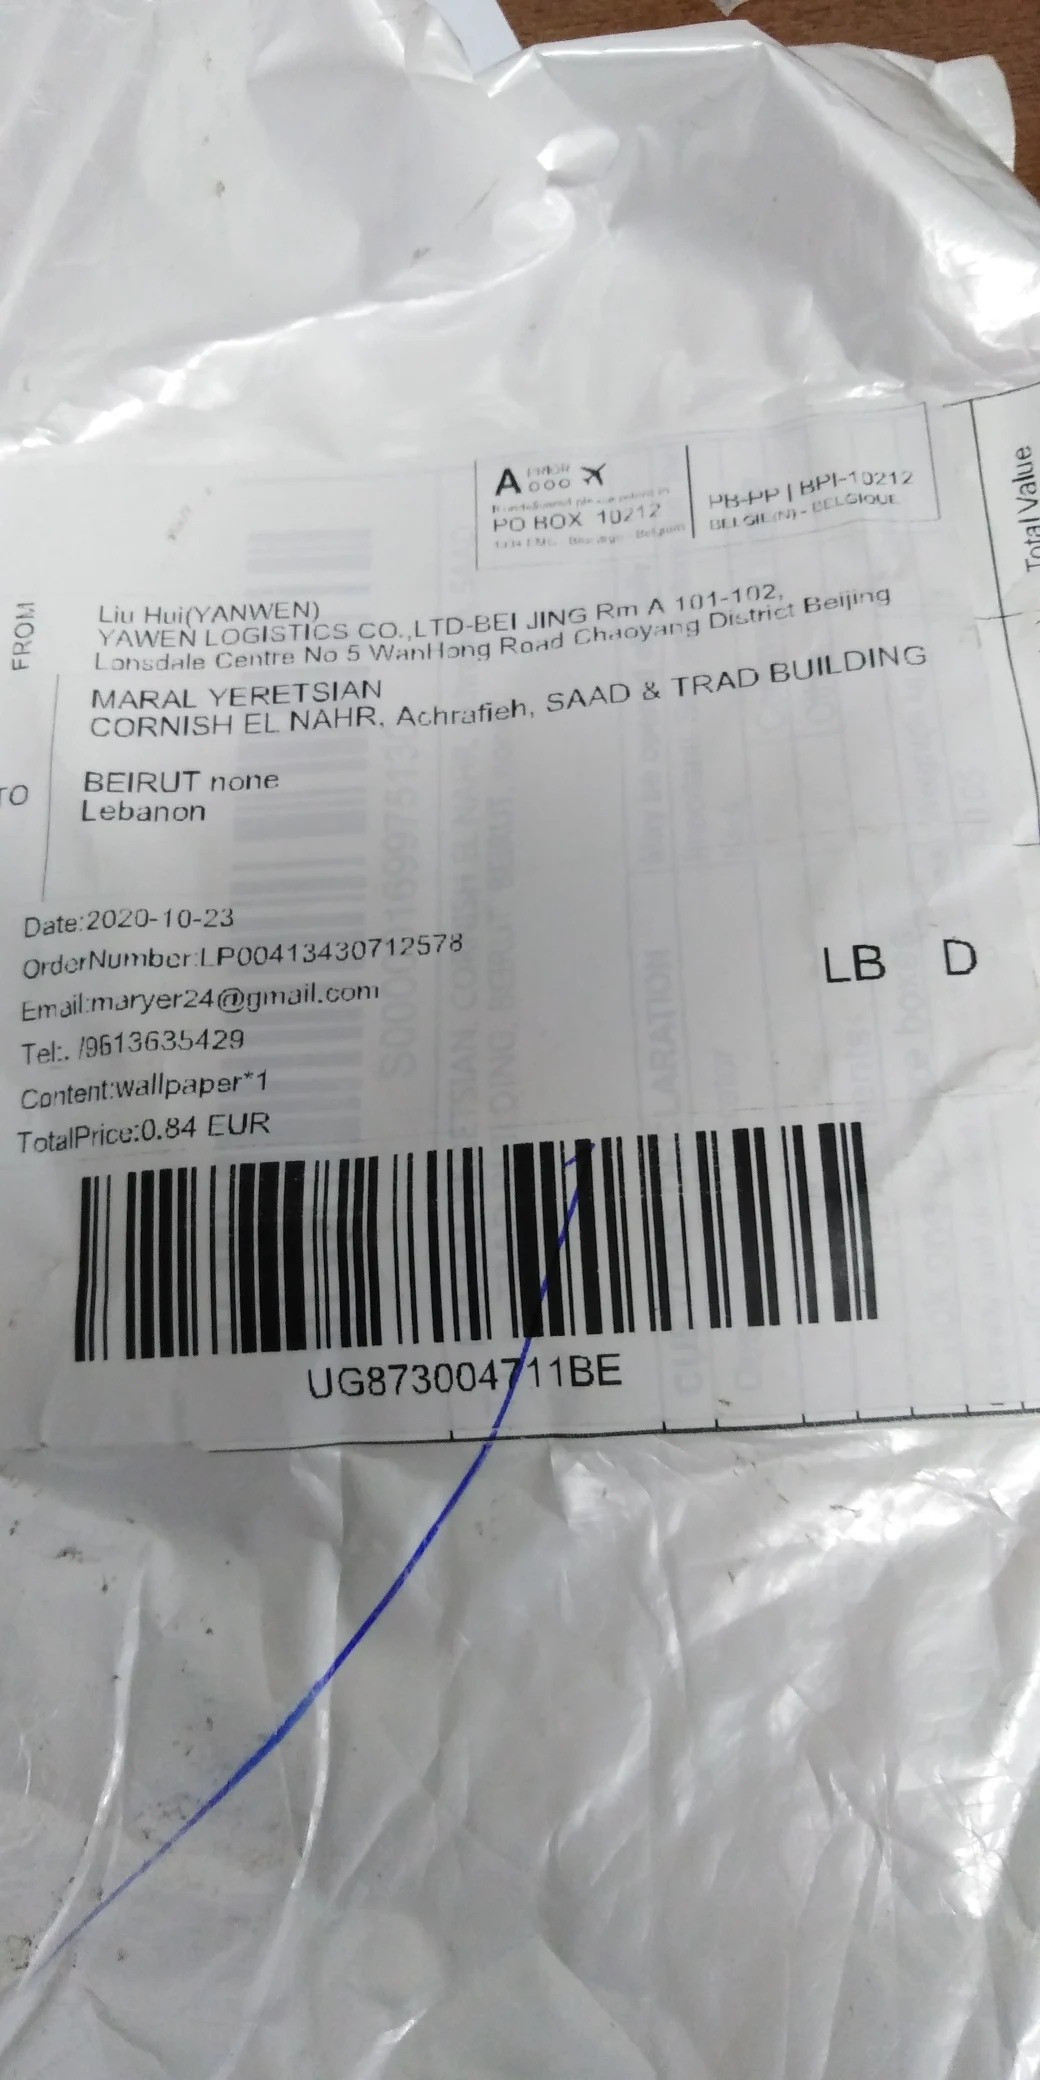 A PRIOR
PO BOX 10212
PB-PP | BPI-10212
BELGIE(N) - BELGIQUE
Total Value
FROM
Liu Hui(YANWEN)
YAWEN LOGISTICS CO.,LTD-BEI JING Rm A 101-102,
Lonsdale Centre No 5 WanHong Road Chaoyang District Beijing
MARAL YERETSIAN
CORNISH EL NAHR, Achrafieh, SAAD & TRAD BUILDING
TO
BEIRUT none
Lebanon
Date:2020-10-23
OrderNumber:LP00413430712578
Email:maryer24@gmail.com
Tel:. /9613635429
Content:wallpaper*1
TotalPrice:0.84 EUR
LB D
UG873004711BE